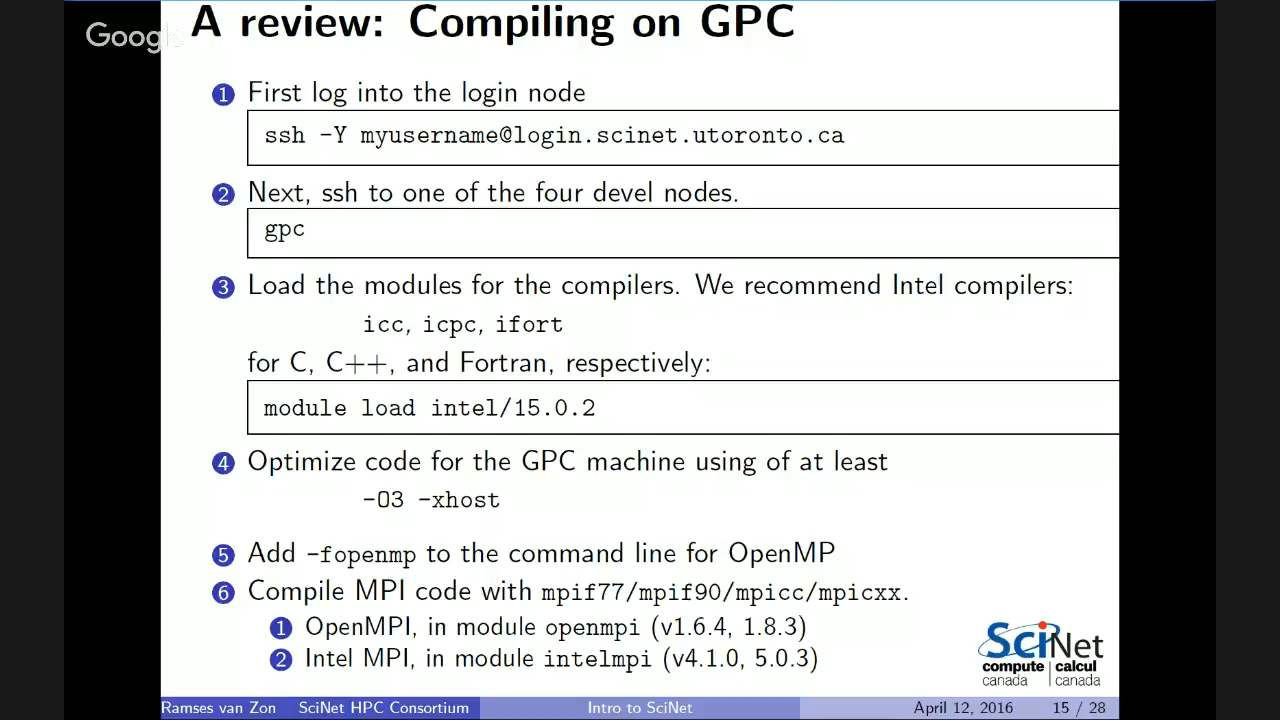 Google
A review: Compiling on GPC
1 First log into the login node
ssh -Y myusername@login.scinet.utoronto.ca
2 Next, ssh to one of the four devel nodes.
gpc
3 Load the modules for the compilers. We recommend Intel compilers:
icc, icpc, ifort
for C, C++, and Fortran, respectively:
module load intel/15.0.2
4 Optimize code for the GPC machine using of at least
-O3 -xhost
5 Add -fopenmp to the command line for OpenMP
6 Compile MPI code with mpif77/mpif90/mpicc/mpicxx.
1 OpenMPI, in module openmpi (v1.6.4, 1.8.3)
2 Intel MPI, in module intelmpi (v4.1.0, 5.0.3)
SciNet
compute | calcul
canada | canada
Ramses van Zon SciNet HPC Consortium Intro to SciNet April 12, 2016 15 / 28